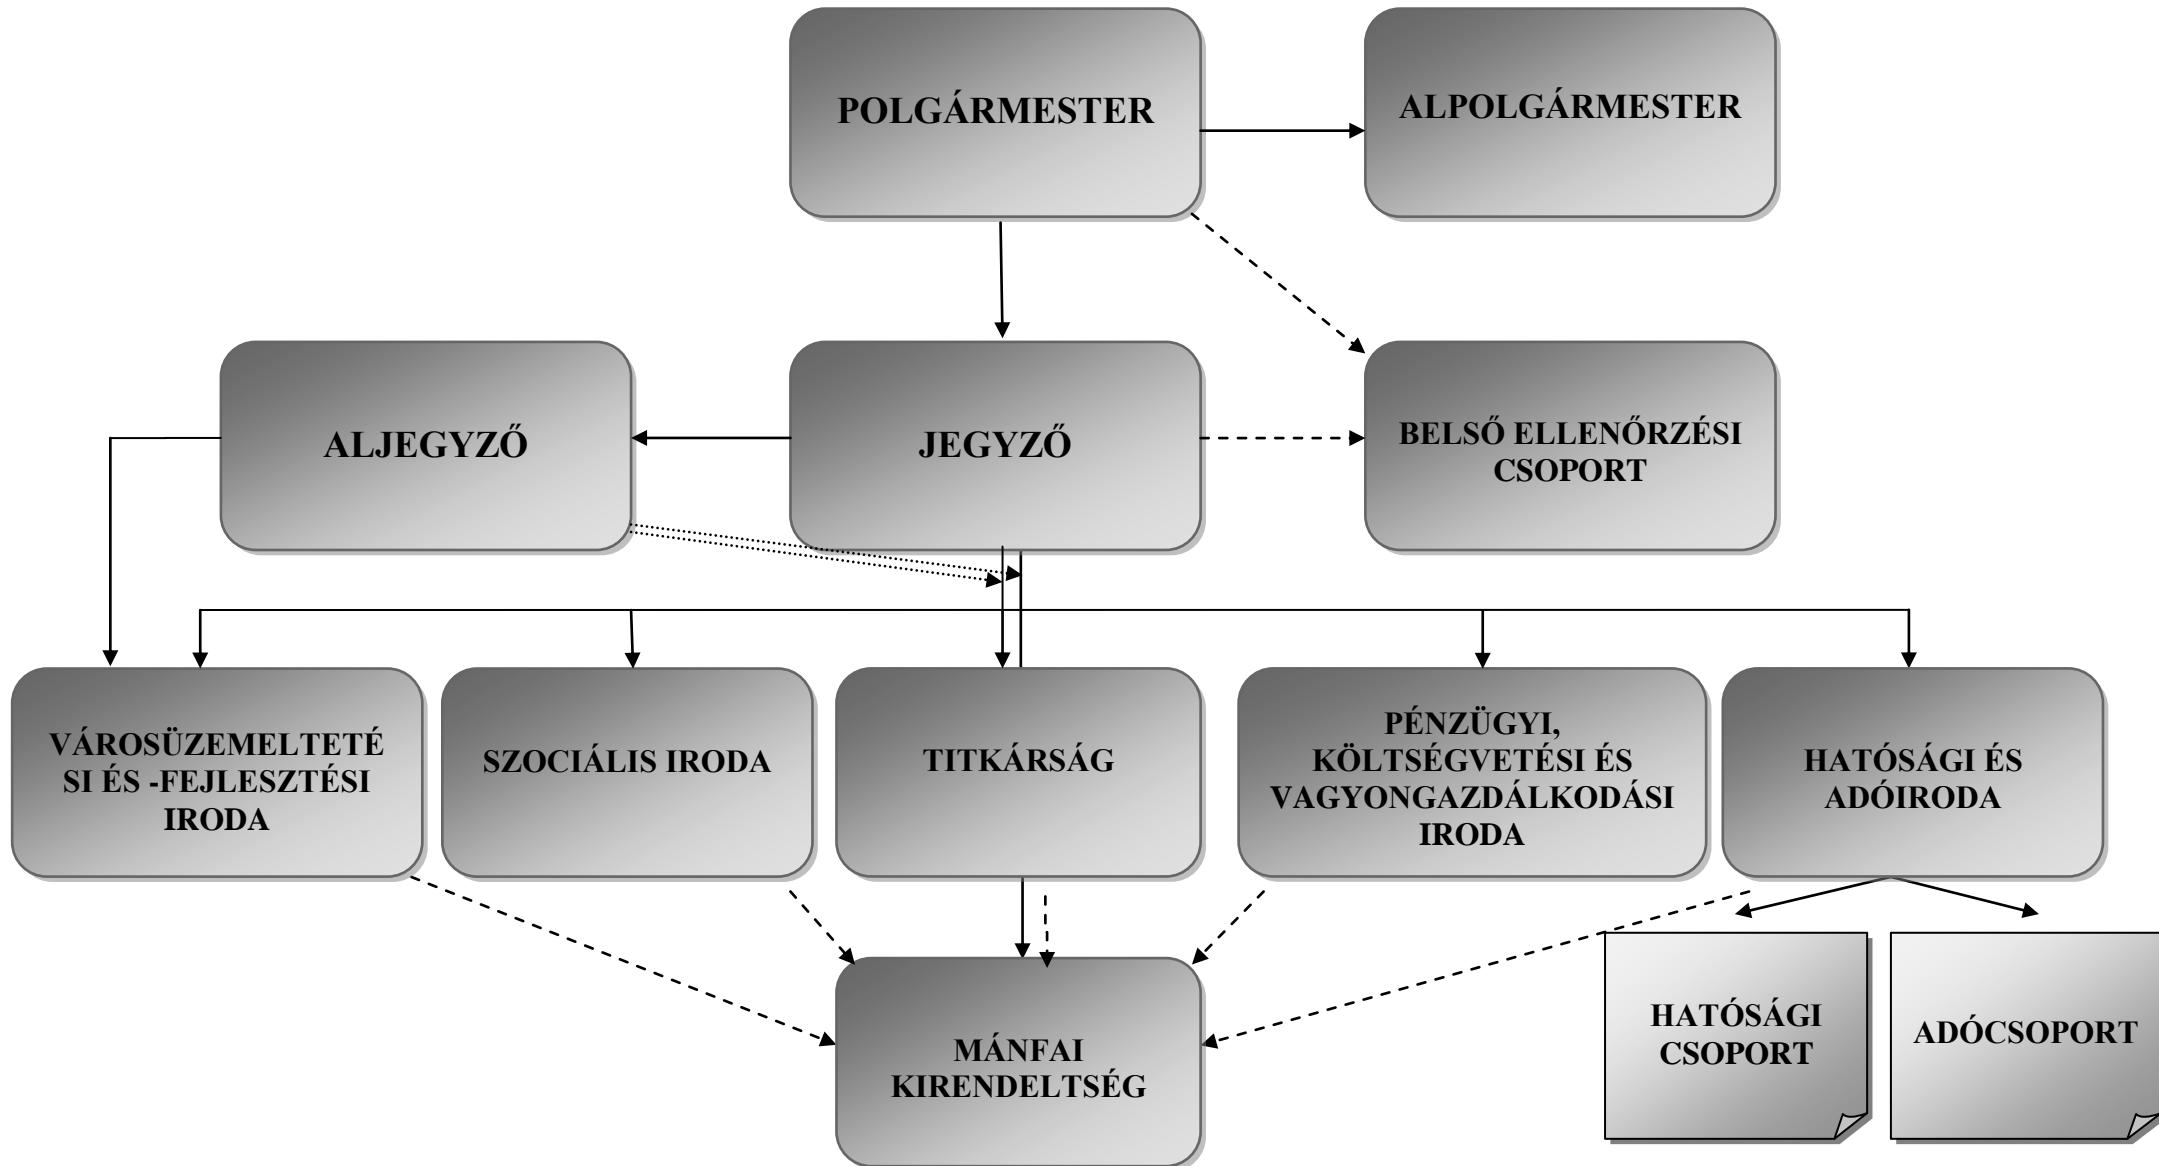 POLGÁRMESTER
ALPOLGÁRMESTER
ALJEGYZŐ
JEGYZŐ
BELSŐ ELLENŐRZÉSI
CSOPORT
VÁROSÜZEMELTETÉ
SI ÉS -FEJLESZTÉSI
IRODA
SZOCIÁLIS IRODA
TITKÁRSÁG
PÉNZÜGYI,
KÖLTSÉGVETÉSI ÉS
VAGYONGAZDÁLKODÁSI
IRODA
HATÓSÁGI ÉS
ADÓIRODA
MÁNFAI
KIRENDELTSÉG
HATÓSÁGI
CSOPORT
ADÓCSOPORT